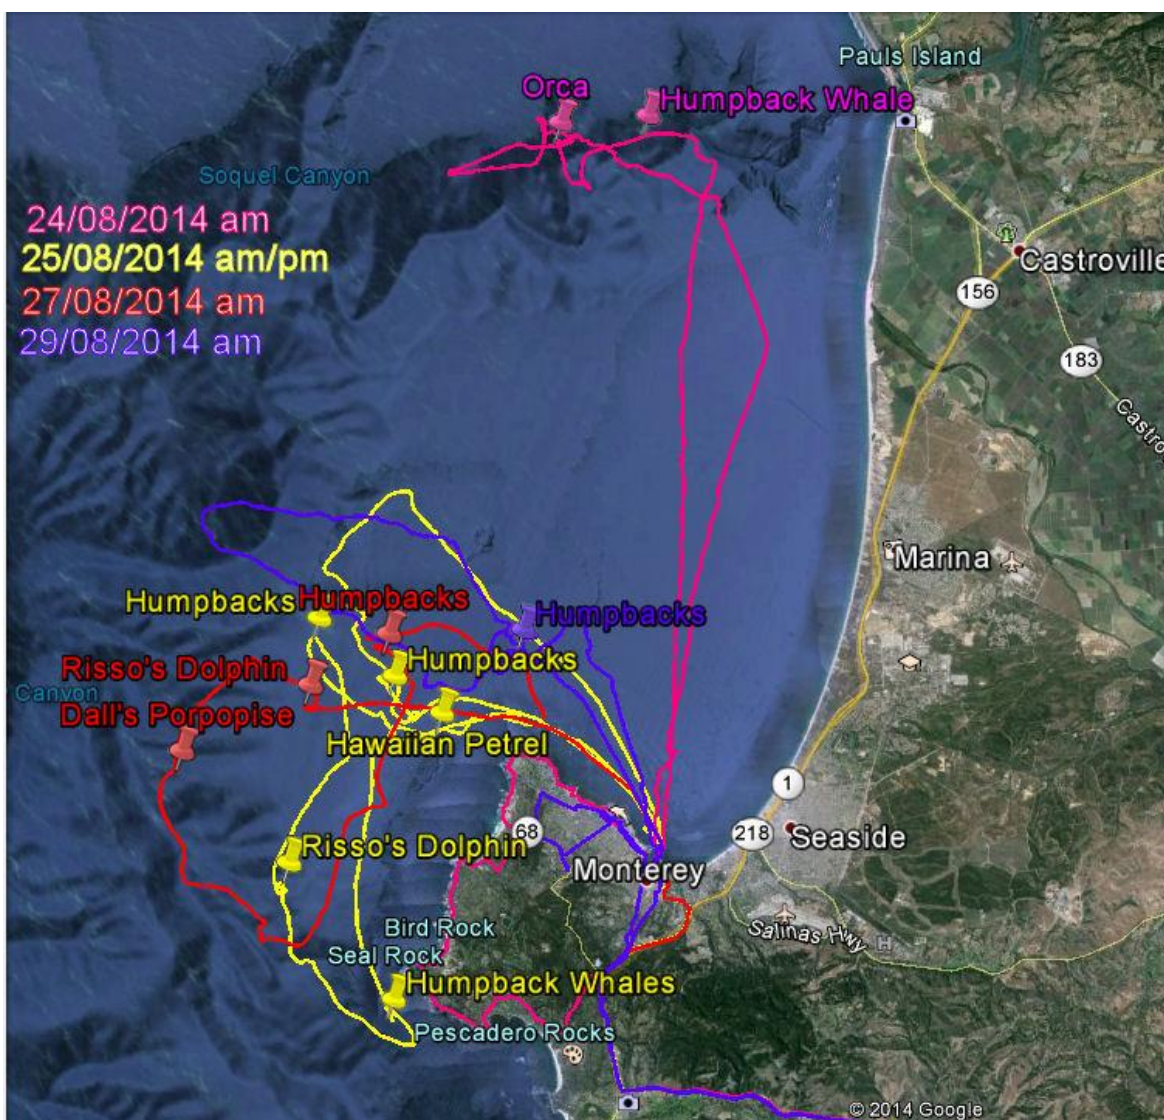 Pauls Island
Orca
Humpback Whale
Soquel Canyon
24/08/2014 am
25/08/2014 am/pm
27/08/2014 am
29/08/2014 am
Castroville
156
183
Castro
Marina
Humpbacks
Humpbacks
Humpbacks
Humpbacks
Risso's Dolphin
Canyon
Dall's Porpopise
Hawaiian Petrel
1
68
218
Seaside
Risso's Dolphin
Monterey
Bird Rock
Salinas Hwy
H
Seal Rock
Humpback Whales
Pescadero Rocks
© 2014 Google